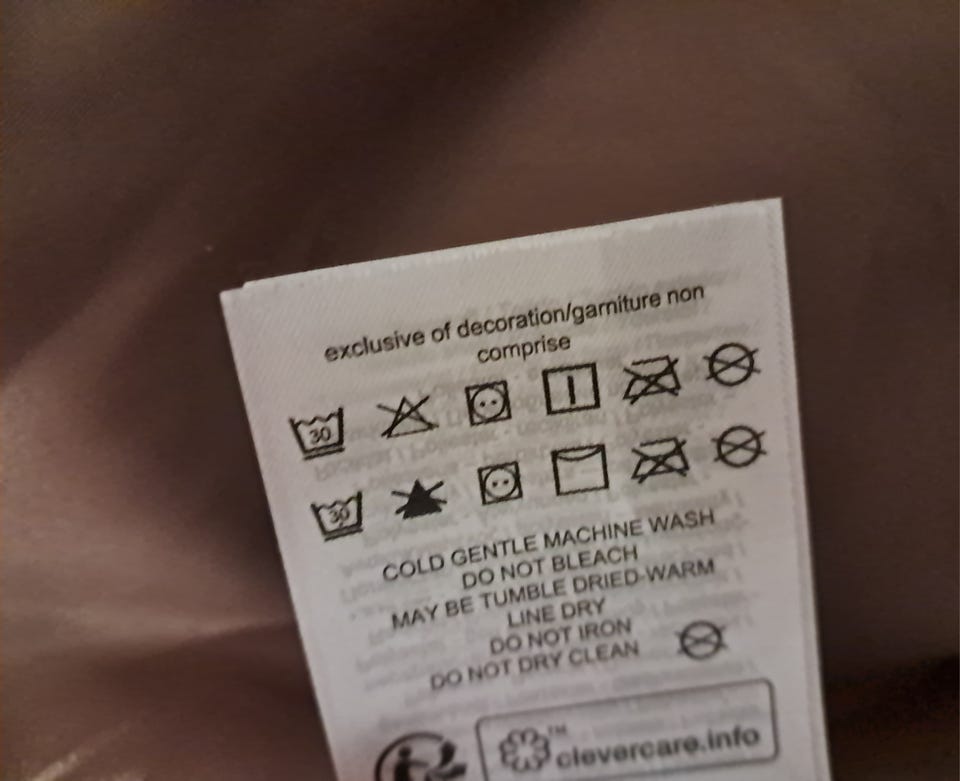 exclusive of decoration/garniture non
comprise
30
30
COLD GENTLE MACHINE WASH
DO NOT BLEACH
MAY BE TUMBLE DRIED-WARM
LINE DRY
DO NOT IRON
DO NOT DRY CLEAN
™
clevercare.info